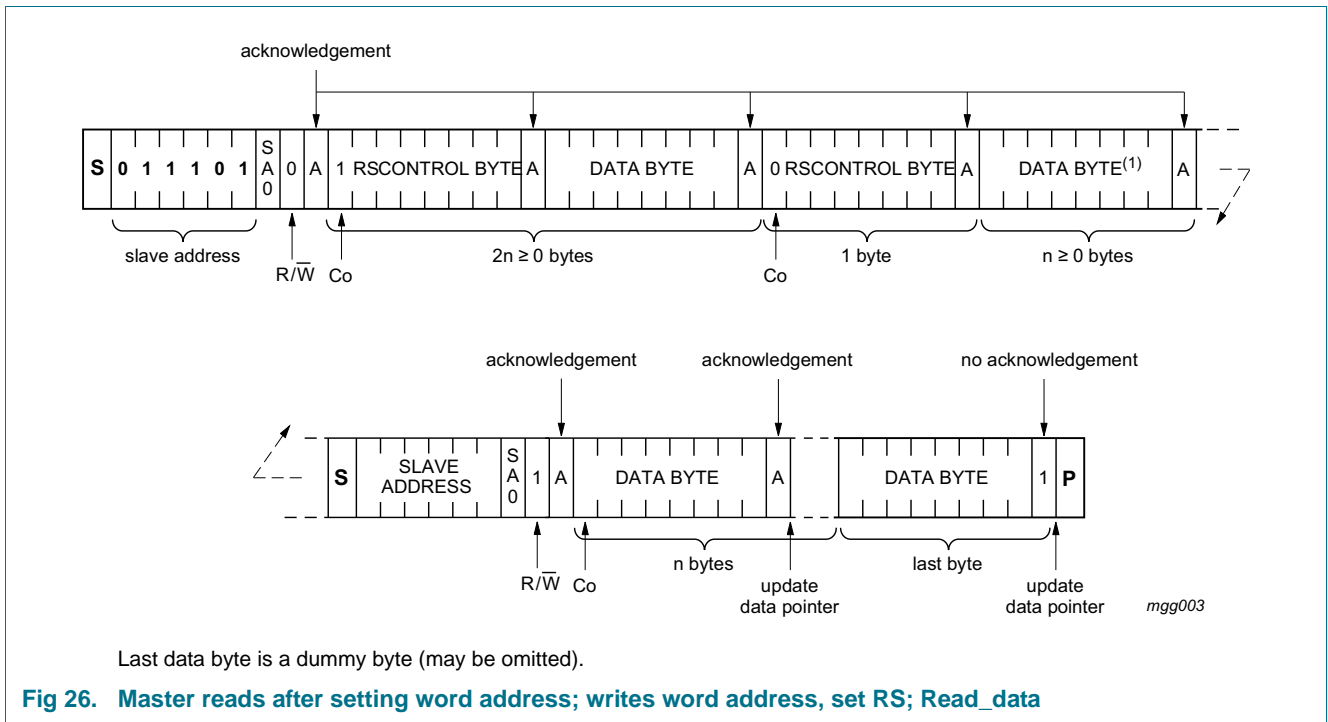 acknowledgement
S 0 1 1 1 0 1 SA0 0 A 1 RSCONTROL BYTE A DATA BYTE A 0 RSCONTROL BYTE A DATA BYTE(1) A
slave address 2n ≥ 0 bytes 1 byte n ≥ 0 bytes
R/W̅ Co Co
acknowledgement acknowledgement no acknowledgement
S SLAVE ADDRESS SA0 1 A DATA BYTE A DATA BYTE 1 P
n bytes last byte
R/W̅ Co update data pointer update data pointer mgg003
Last data byte is a dummy byte (may be omitted).
Fig 26. Master reads after setting word address; writes word address, set RS; Read_data